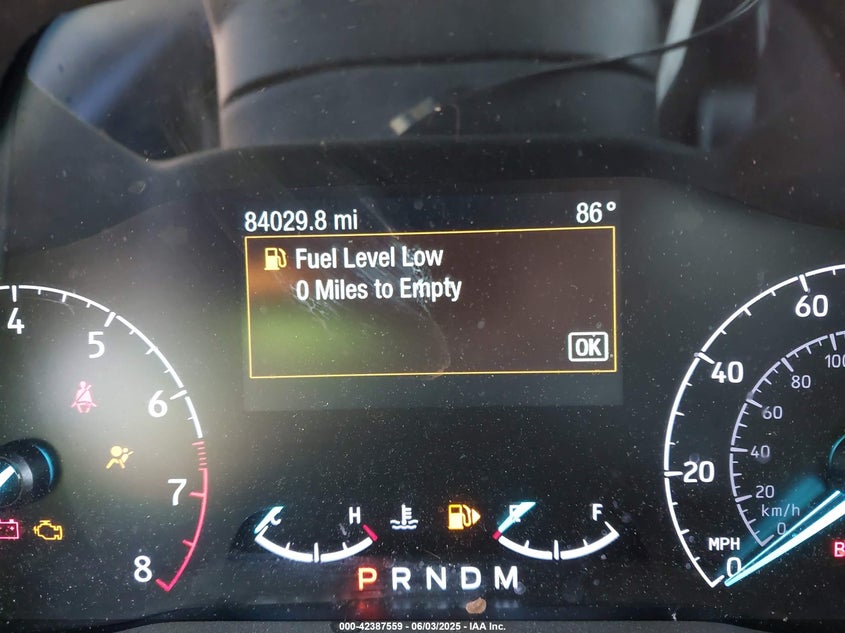 84029.8 mi
86°
Fuel Level Low
0 Miles to Empty
OK
4
5
6
7
8
C
H
E
F
PRNDM
60
40
20
0
MPH
100
80
60
40
20
0
km/h
B
000-42387559 - 06/03/2025 - IAA Inc.